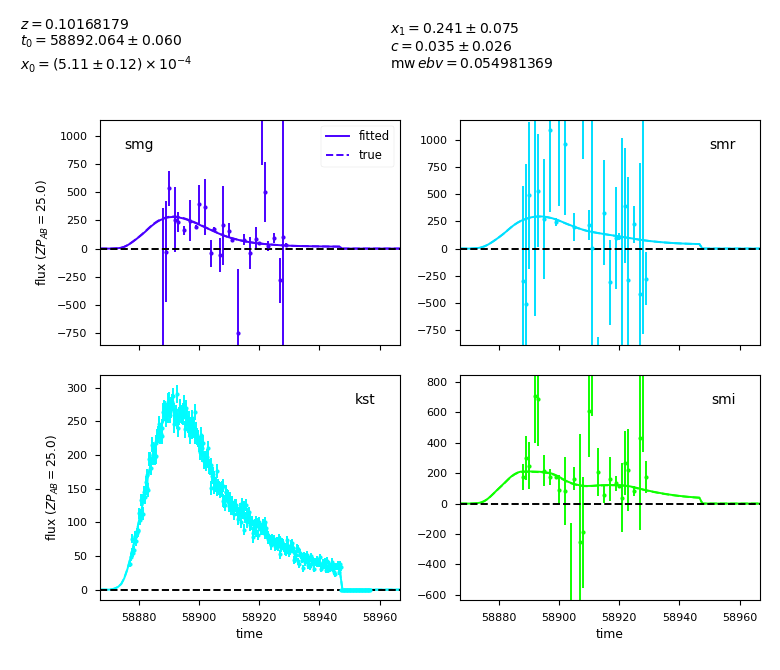 z = 0.10168179
t₀ = 58892.064 ± 0.060
x₀ = (5.11 ± 0.12) × 10⁻⁴
x₁ = 0.241 ± 0.075
c = 0.035 ± 0.026
mw ebv = 0.054981369
smg
fitted
true
1000
750
500
250
0
−250
−500
−750
flux (ZP_AB = 25.0)
smr
1000
750
500
250
0
−250
−500
−750
kst
300
250
200
150
100
50
0
flux (ZP_AB = 25.0)
58880 58900 58920 58940 58960
time
smi
800
600
400
200
0
−200
−400
−600
58880 58900 58920 58940 58960
time